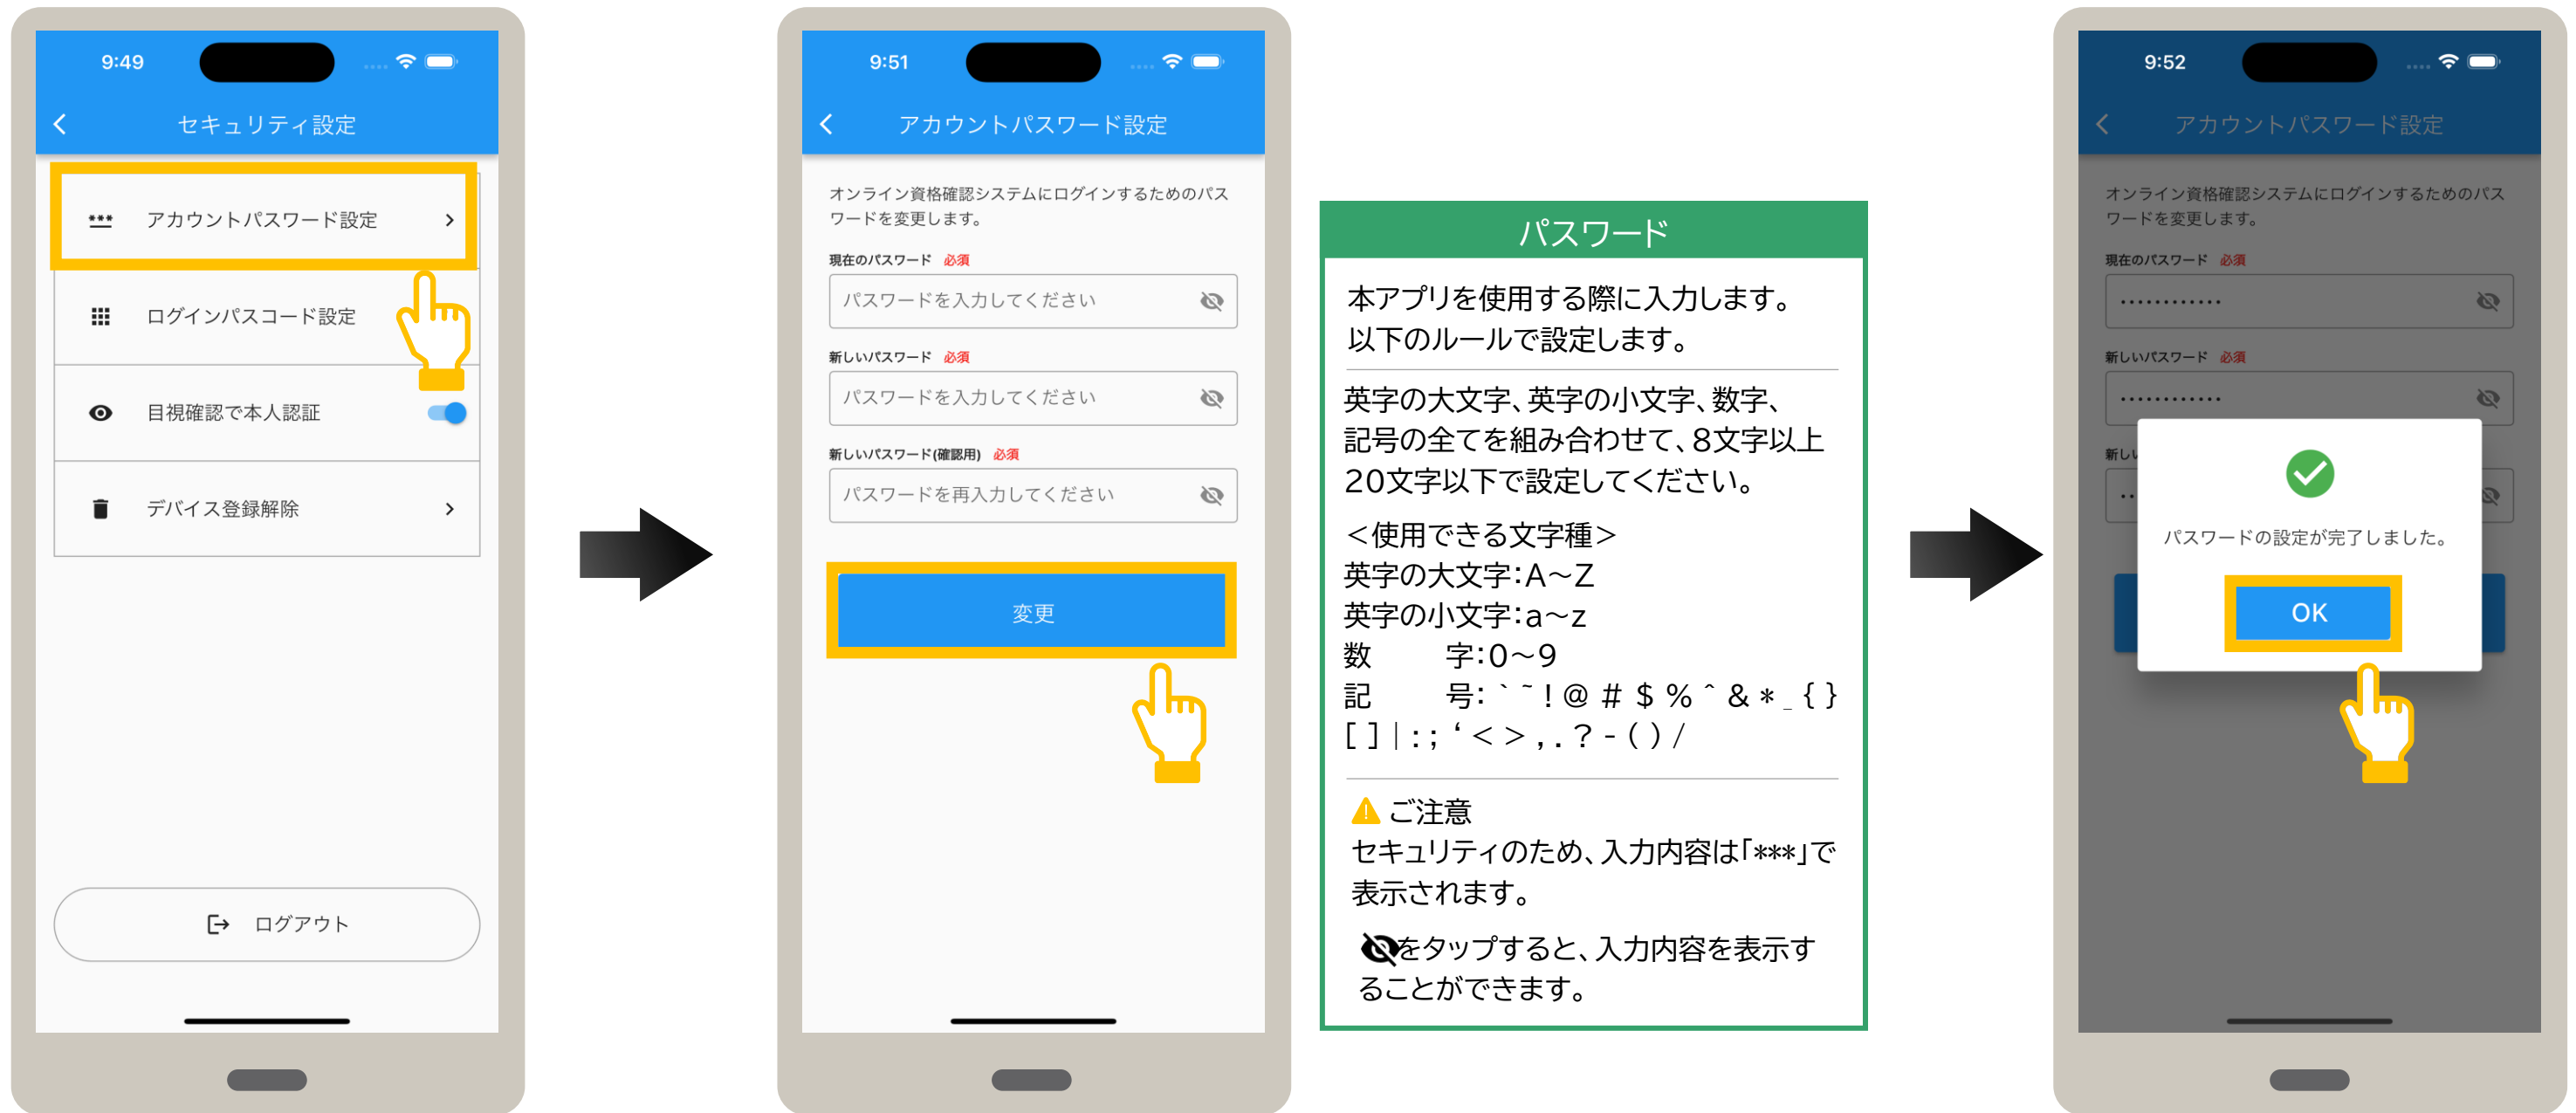 9:49
セキュリティ設定
アカウントパスワード設定
ログインパスコード設定
目視確認で本人認証
デバイス登録解除
ログアウト
9:51
アカウントパスワード設定
オンライン資格確認システムにログインするためのパス
ワードを変更します。
現在のパスワード 必須
パスワードを入力してください
新しいパスワード 必須
パスワードを入力してください
新しいパスワード(確認用) 必須
パスワードを再入力してください
変更
パスワード
本アプリを使用する際に入力します。
以下のルールで設定します。
英字の大文字、英字の小文字、数字、
記号の全てを組み合わせて、8文字以上
20文字以下で設定してください。
＜使用できる文字種＞
英字の大文字：A～Z
英字の小文字：a～z
数　　字：0～9
記　　号：` ~ ! @ # $ % ^ & * _ { }
[ ] | : ; ‘ < > , . ? - ( ) /
ご注意
セキュリティのため、入力内容は「***」で
表示されます。
をタップすると、入力内容を表示す
ることができます。
9:52
アカウントパスワード設定
オンライン資格確認システムにログインするためのパス
ワードを変更します。
現在のパスワード 必須
••••••••••••
新しいパスワード 必須
••••••••••••
新し
••
パスワードの設定が完了しました。
OK